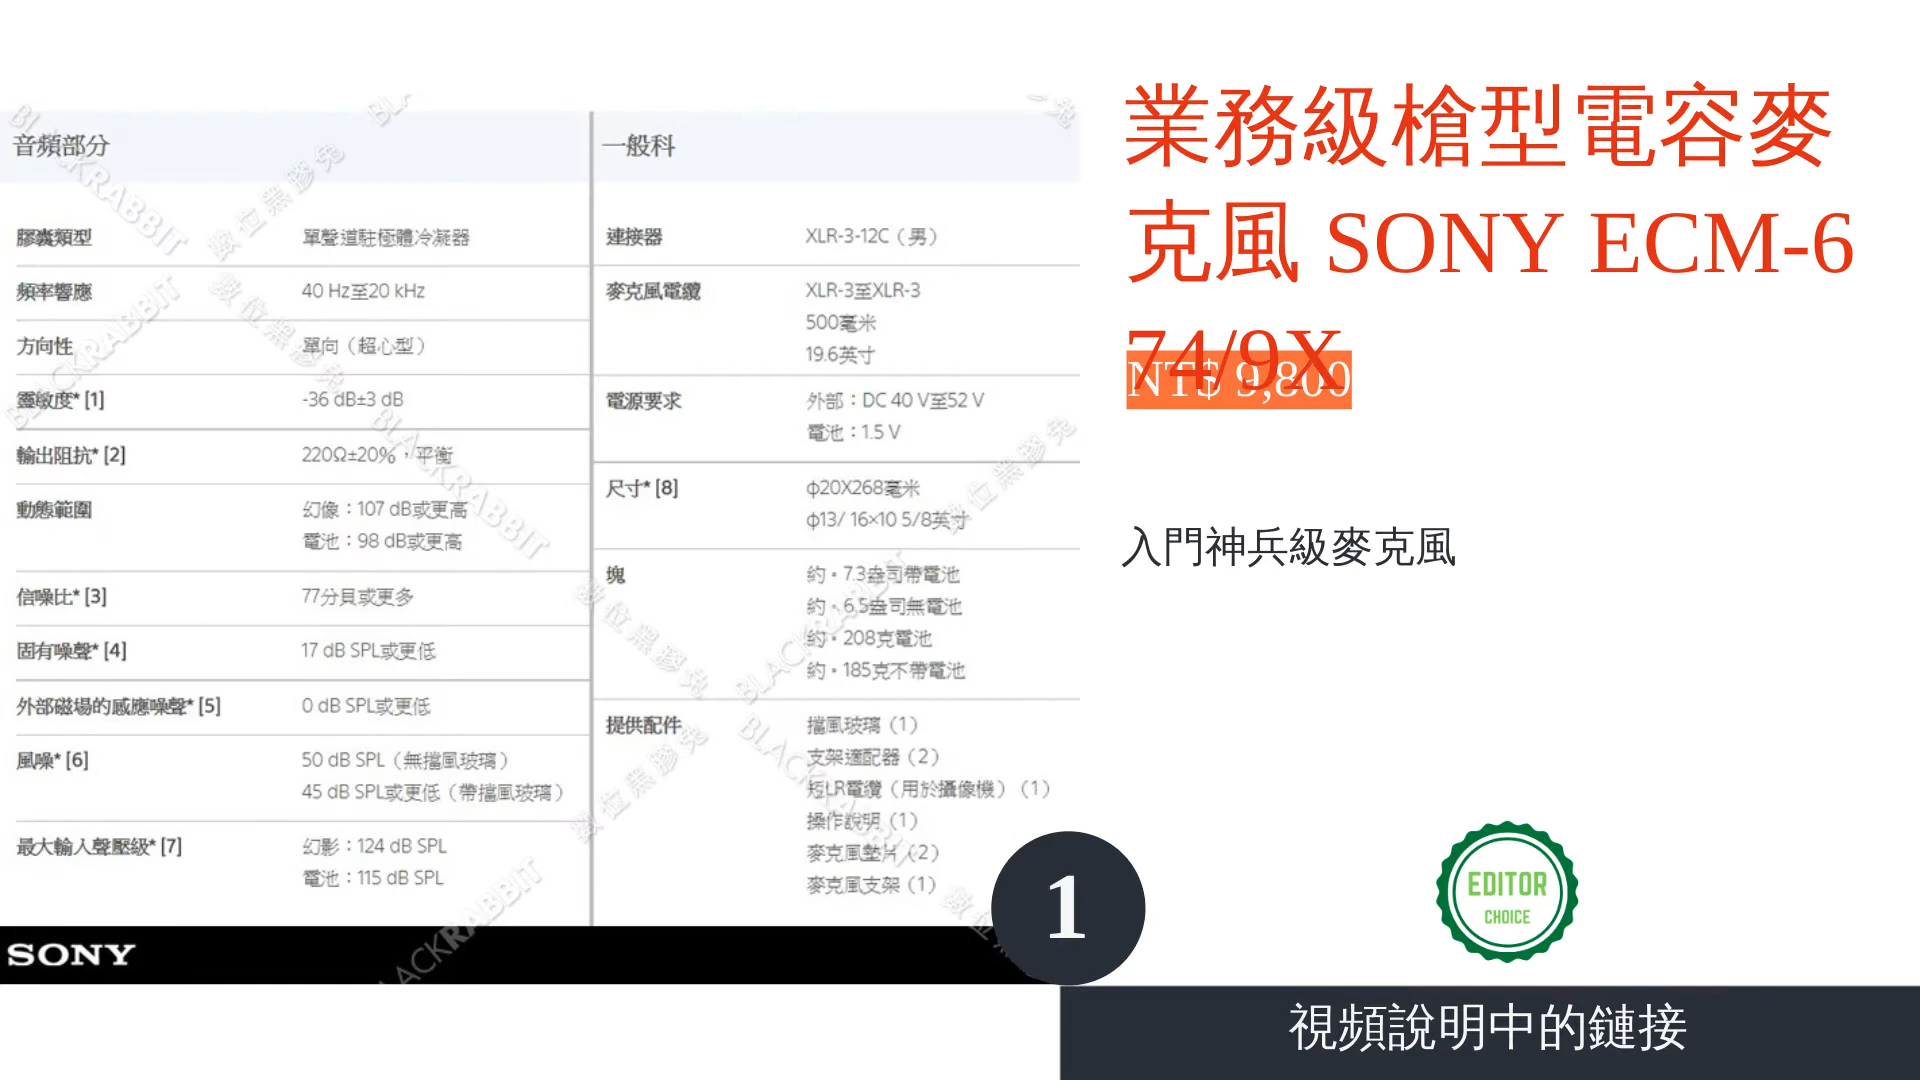 音頻部分
膠囊類型 單聲道駐極體冷凝器
頻率響應 40 Hz至20 kHz
方向性 單向（超心型）
靈敏度* [1] -36 dB±3 dB
輸出阻抗* [2] 220Ω±20%，平衡
動態範圍 幻像：107 dB或更高
電池：98 dB或更高
信噪比* [3] 77分貝或更多
固有噪聲* [4] 17 dB SPL或更低
外部磁場的感應噪聲* [5] 0 dB SPL或更低
風噪* [6] 50 dB SPL（無擋風玻璃）
45 dB SPL或更低（帶擋風玻璃）
最大輸入聲壓級* [7] 幻影：124 dB SPL
電池：115 dB SPL
一般科
連接器 XLR-3-12C（男）
麥克風電纜 XLR-3至XLR-3
500毫米
19.6英寸
電源要求 外部：DC 40 V至52 V
電池：1.5 V
尺寸* [8] φ20X268毫米
φ13/ 16×10 5/8英寸
塊 約。7.3盎司帶電池
約。6.5盎司無電池
約。208克電池
約。185克不帶電池
提供配件 擋風玻璃（1）
支架適配器（2）
短LR電纜（用於攝像機）（1）
操作說明（1）
麥克風墊片（2）
麥克風支架（1）
SONY
BLACKRABBIT 數位黑膠兔
業務級槍型電容麥
克風 SONY ECM-6
74/9X
NT$ 9,800
入門神兵級麥克風
1
EDITOR
CHOICE
視頻說明中的鏈接